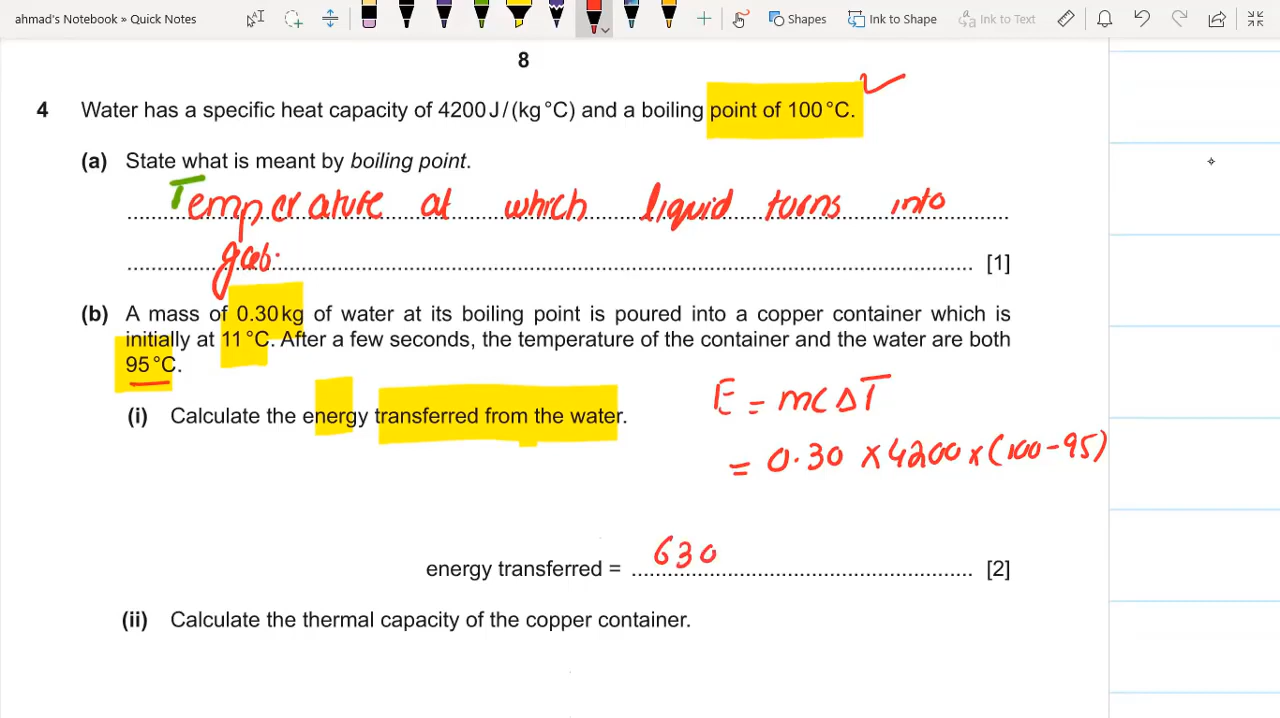 ahmad's Notebook » Quick Notes
Shapes
Ink to Shape
Ink to Text
8
4 Water has a specific heat capacity of 4200 J/(kg °C) and a boiling point of 100 °C.
(a) State what is meant by boiling point.
Temperature at which liquid turns into
gas.
[1]
(b) A mass of 0.30 kg of water at its boiling point is poured into a copper container which is
initially at 11 °C. After a few seconds, the temperature of the container and the water are both
95 °C.
E = mcΔT
(i) Calculate the energy transferred from the water.
= 0.30 × 4200 × (100 - 95)
energy transferred = 630 [2]
(ii) Calculate the thermal capacity of the copper container.